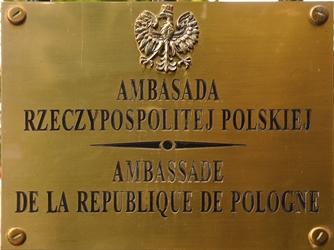 AMBASADA
RZECZYPOSPOLITEJ POLSKIEJ
AMBASSADE
DE LA REPUBLIQUE DE POLOGNE